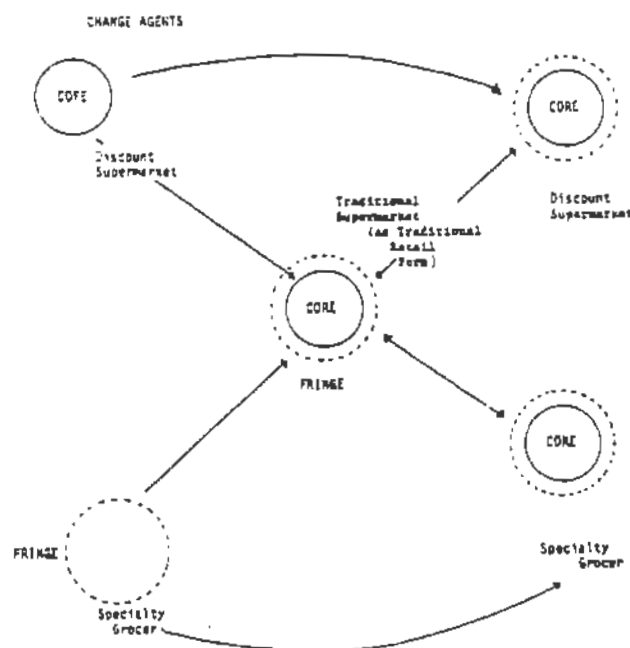 CHANGE AGENTS
CORE
CORE
Discount
Supermarket
Traditional
Supermarket
(as Traditional
Retail
Form)
Discount
Supermarket
CORE
FRINGE
CORE
FRINGE
Specialty
Grocer
Specialty
Grocer